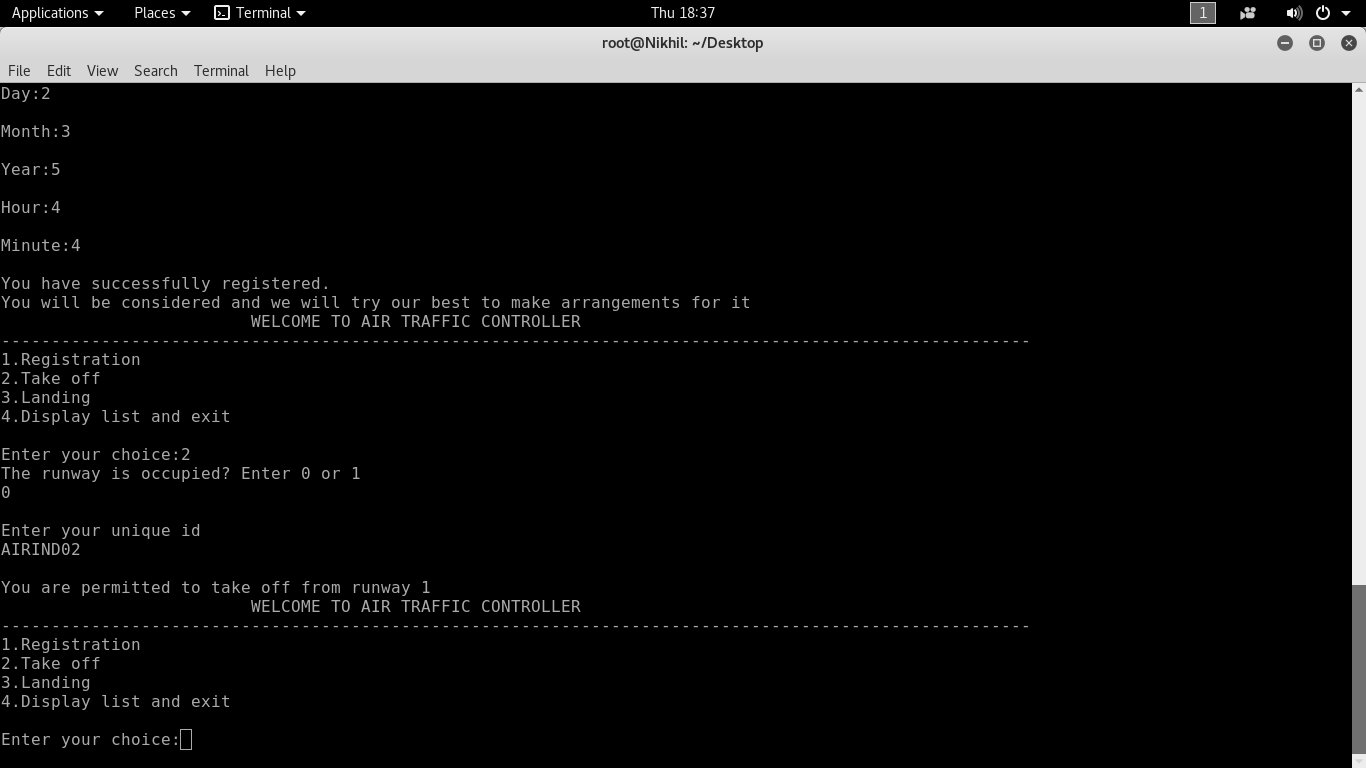 Applications Places Terminal Thu 18:37 1
root@Nikhil: ~/Desktop
File Edit View Search Terminal Help
Day:2
Month:3
Year:5
Hour:4
Minute:4
You have successfully registered.
You will be considered and we will try our best to make arrangements for it
WELCOME TO AIR TRAFFIC CONTROLLER
-------------------------------------------------------------------------------------------------------
1.Registration
2.Take off
3.Landing
4.Display list and exit
Enter your choice:2
The runway is occupied? Enter 0 or 1
0
Enter your unique id
AIRIND02
You are permitted to take off from runway 1
WELCOME TO AIR TRAFFIC CONTROLLER
-------------------------------------------------------------------------------------------------------
1.Registration
2.Take off
3.Landing
4.Display list and exit
Enter your choice: